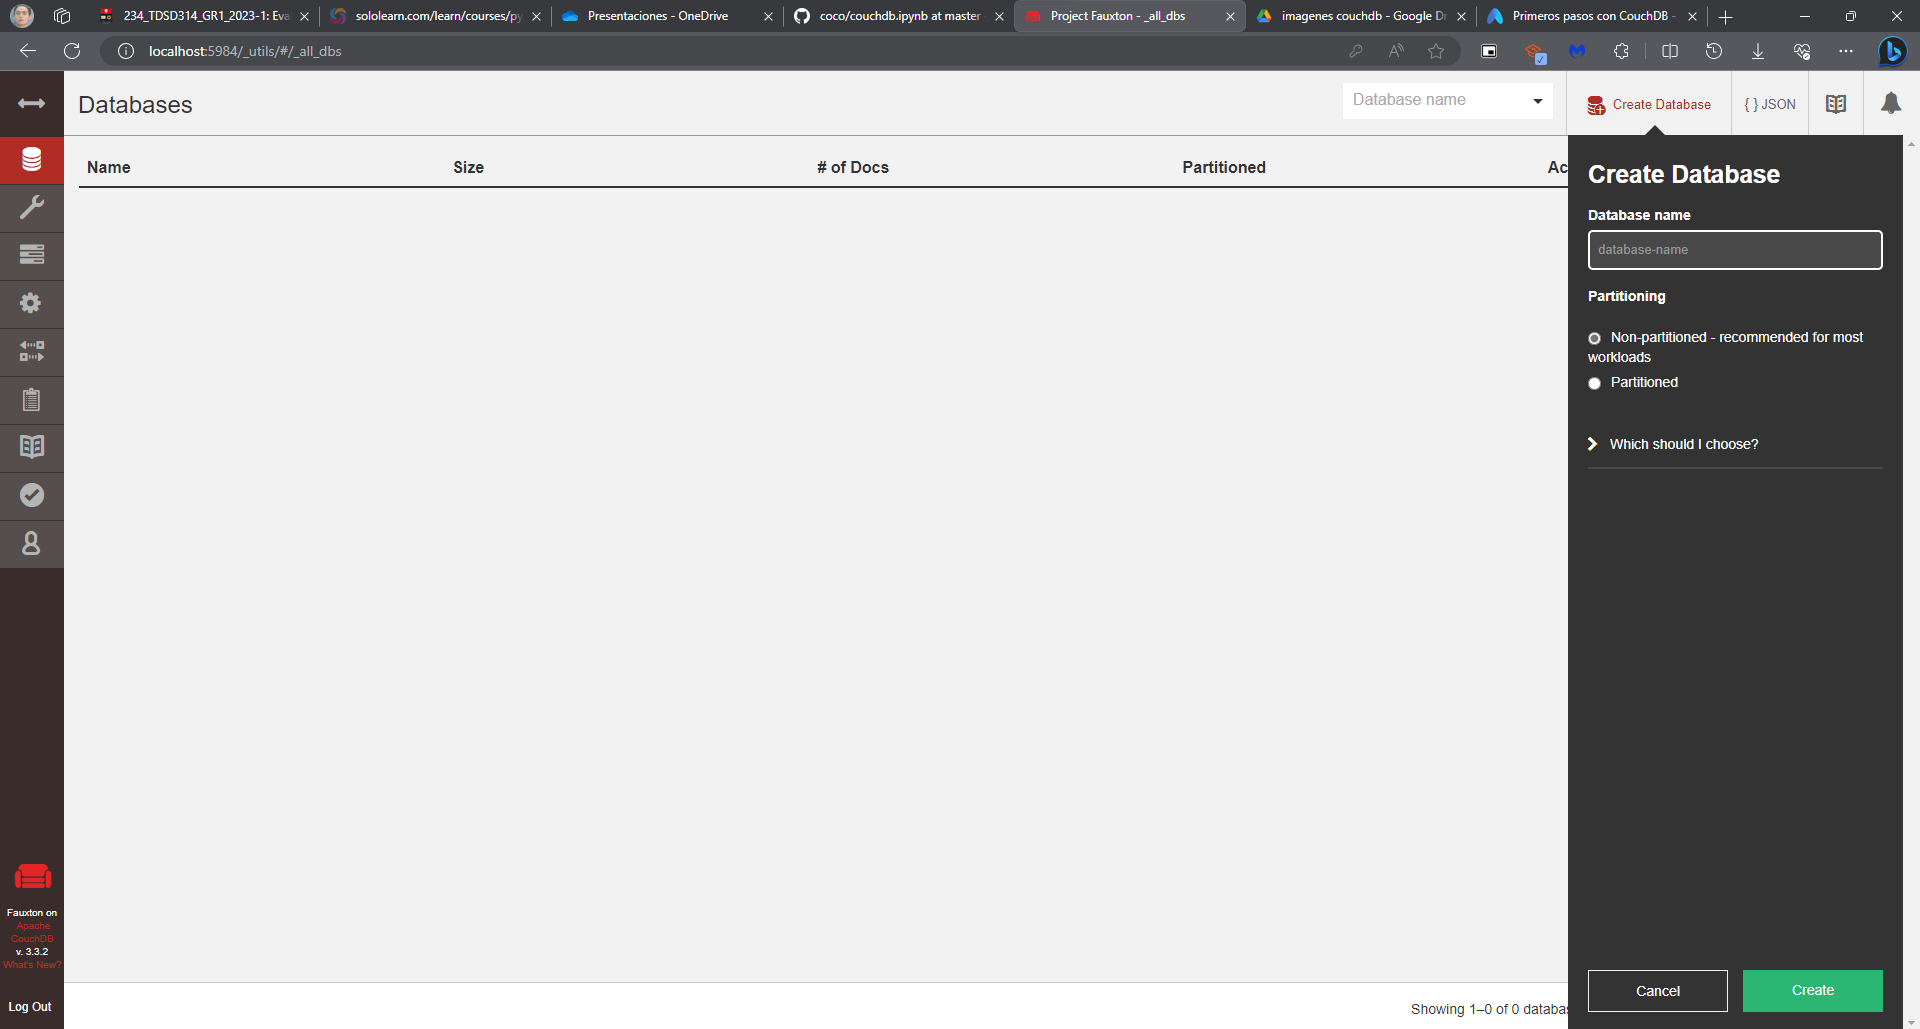 234_TDSD314_GR1_2023-1: Eva
sololearn.com/learn/courses/py
Presentaciones - OneDrive
coco/couchdb.ipynb at master
Project Fauxton - _all_dbs
imagenes couchdb - Google Dr
Primeros pasos con CouchDB -
localhost:5984/_utils/#/_all_dbs
Databases
Database name
Create Database
{ } JSON
Name
Size
# of Docs
Partitioned
Ac
Create Database
Database name
database-name
Partitioning
Non-partitioned - recommended for most
workloads
Partitioned
Which should I choose?
Fauxton on
Apache
CouchDB
v. 3.3.2
What's New?
Log Out
Showing 1–0 of 0 databas
Cancel
Create